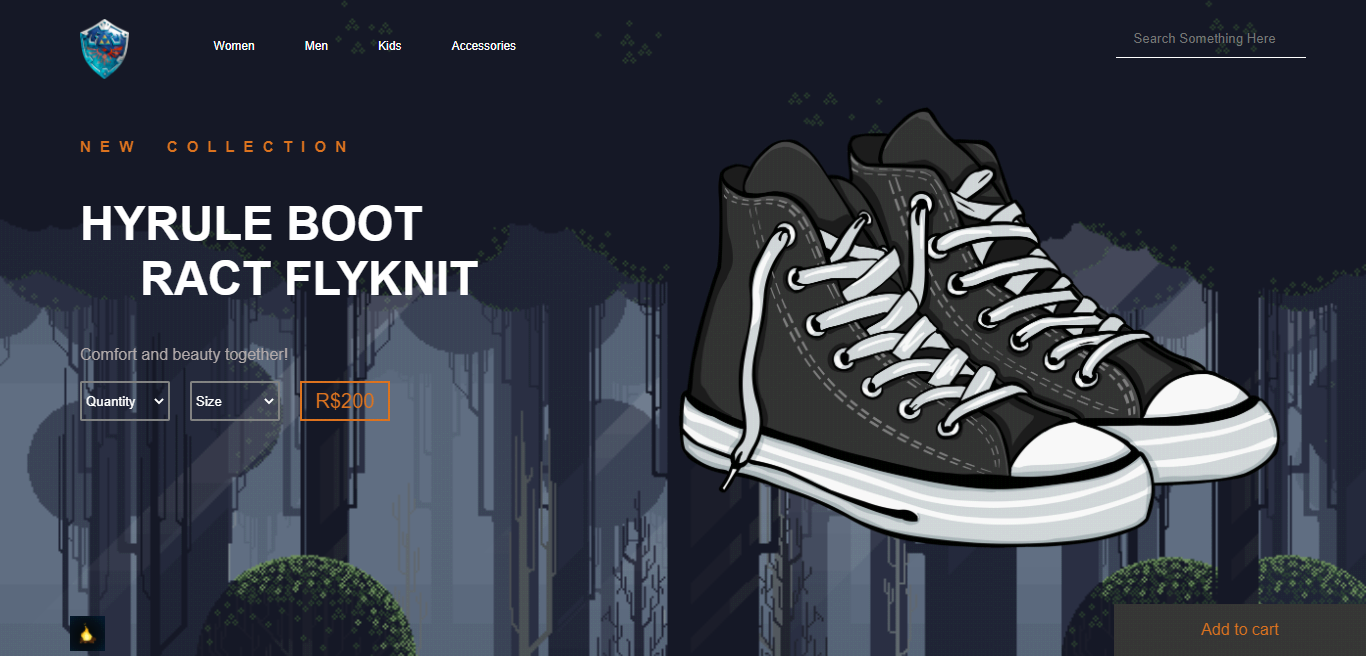 Women
Men
Kids
Accessories
Search Something Here
NEW COLLECTION
HYRULE BOOT
RACT FLYKNIT
Comfort and beauty together!
Quantity
Size
R$200
Add to cart